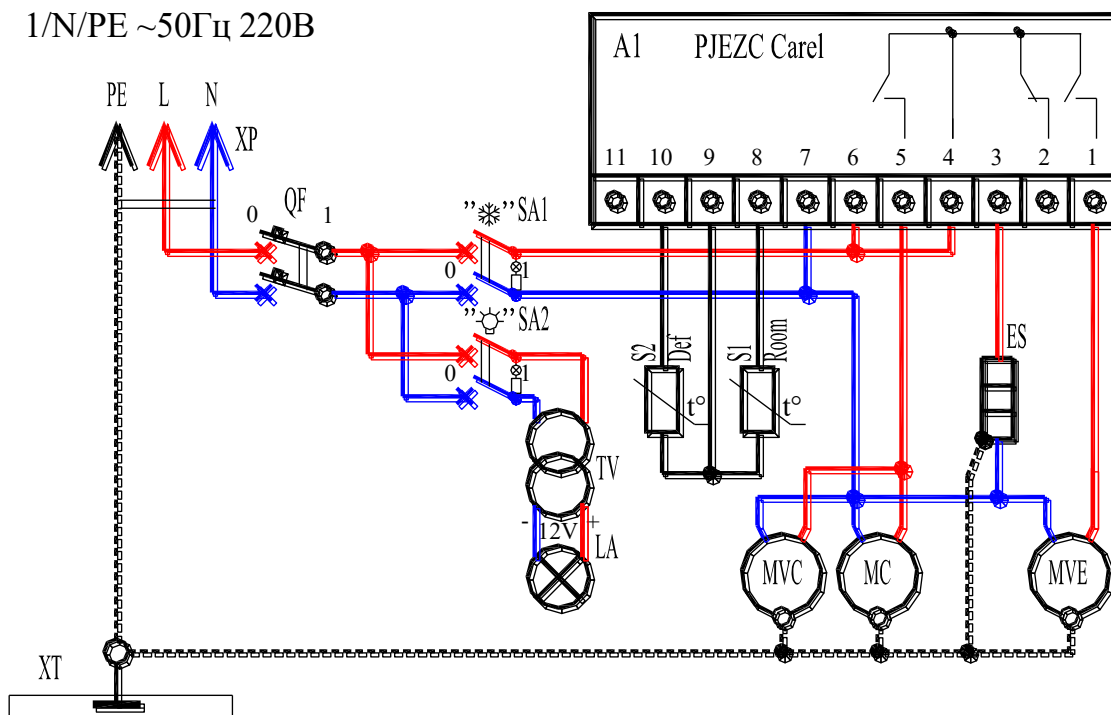 1/N/PE ~50Гц 220В
A1 PJEZC Carel
PE L N
XP
11 10 9 8 7 6 5 4 3 2 1
0 QF 1
"❄" SA1
0 1
"" SA2
0 1
S2 Def
S1 Room
t° t°
ES
TV
- 12V +
LA
MVC MC MVE
XT